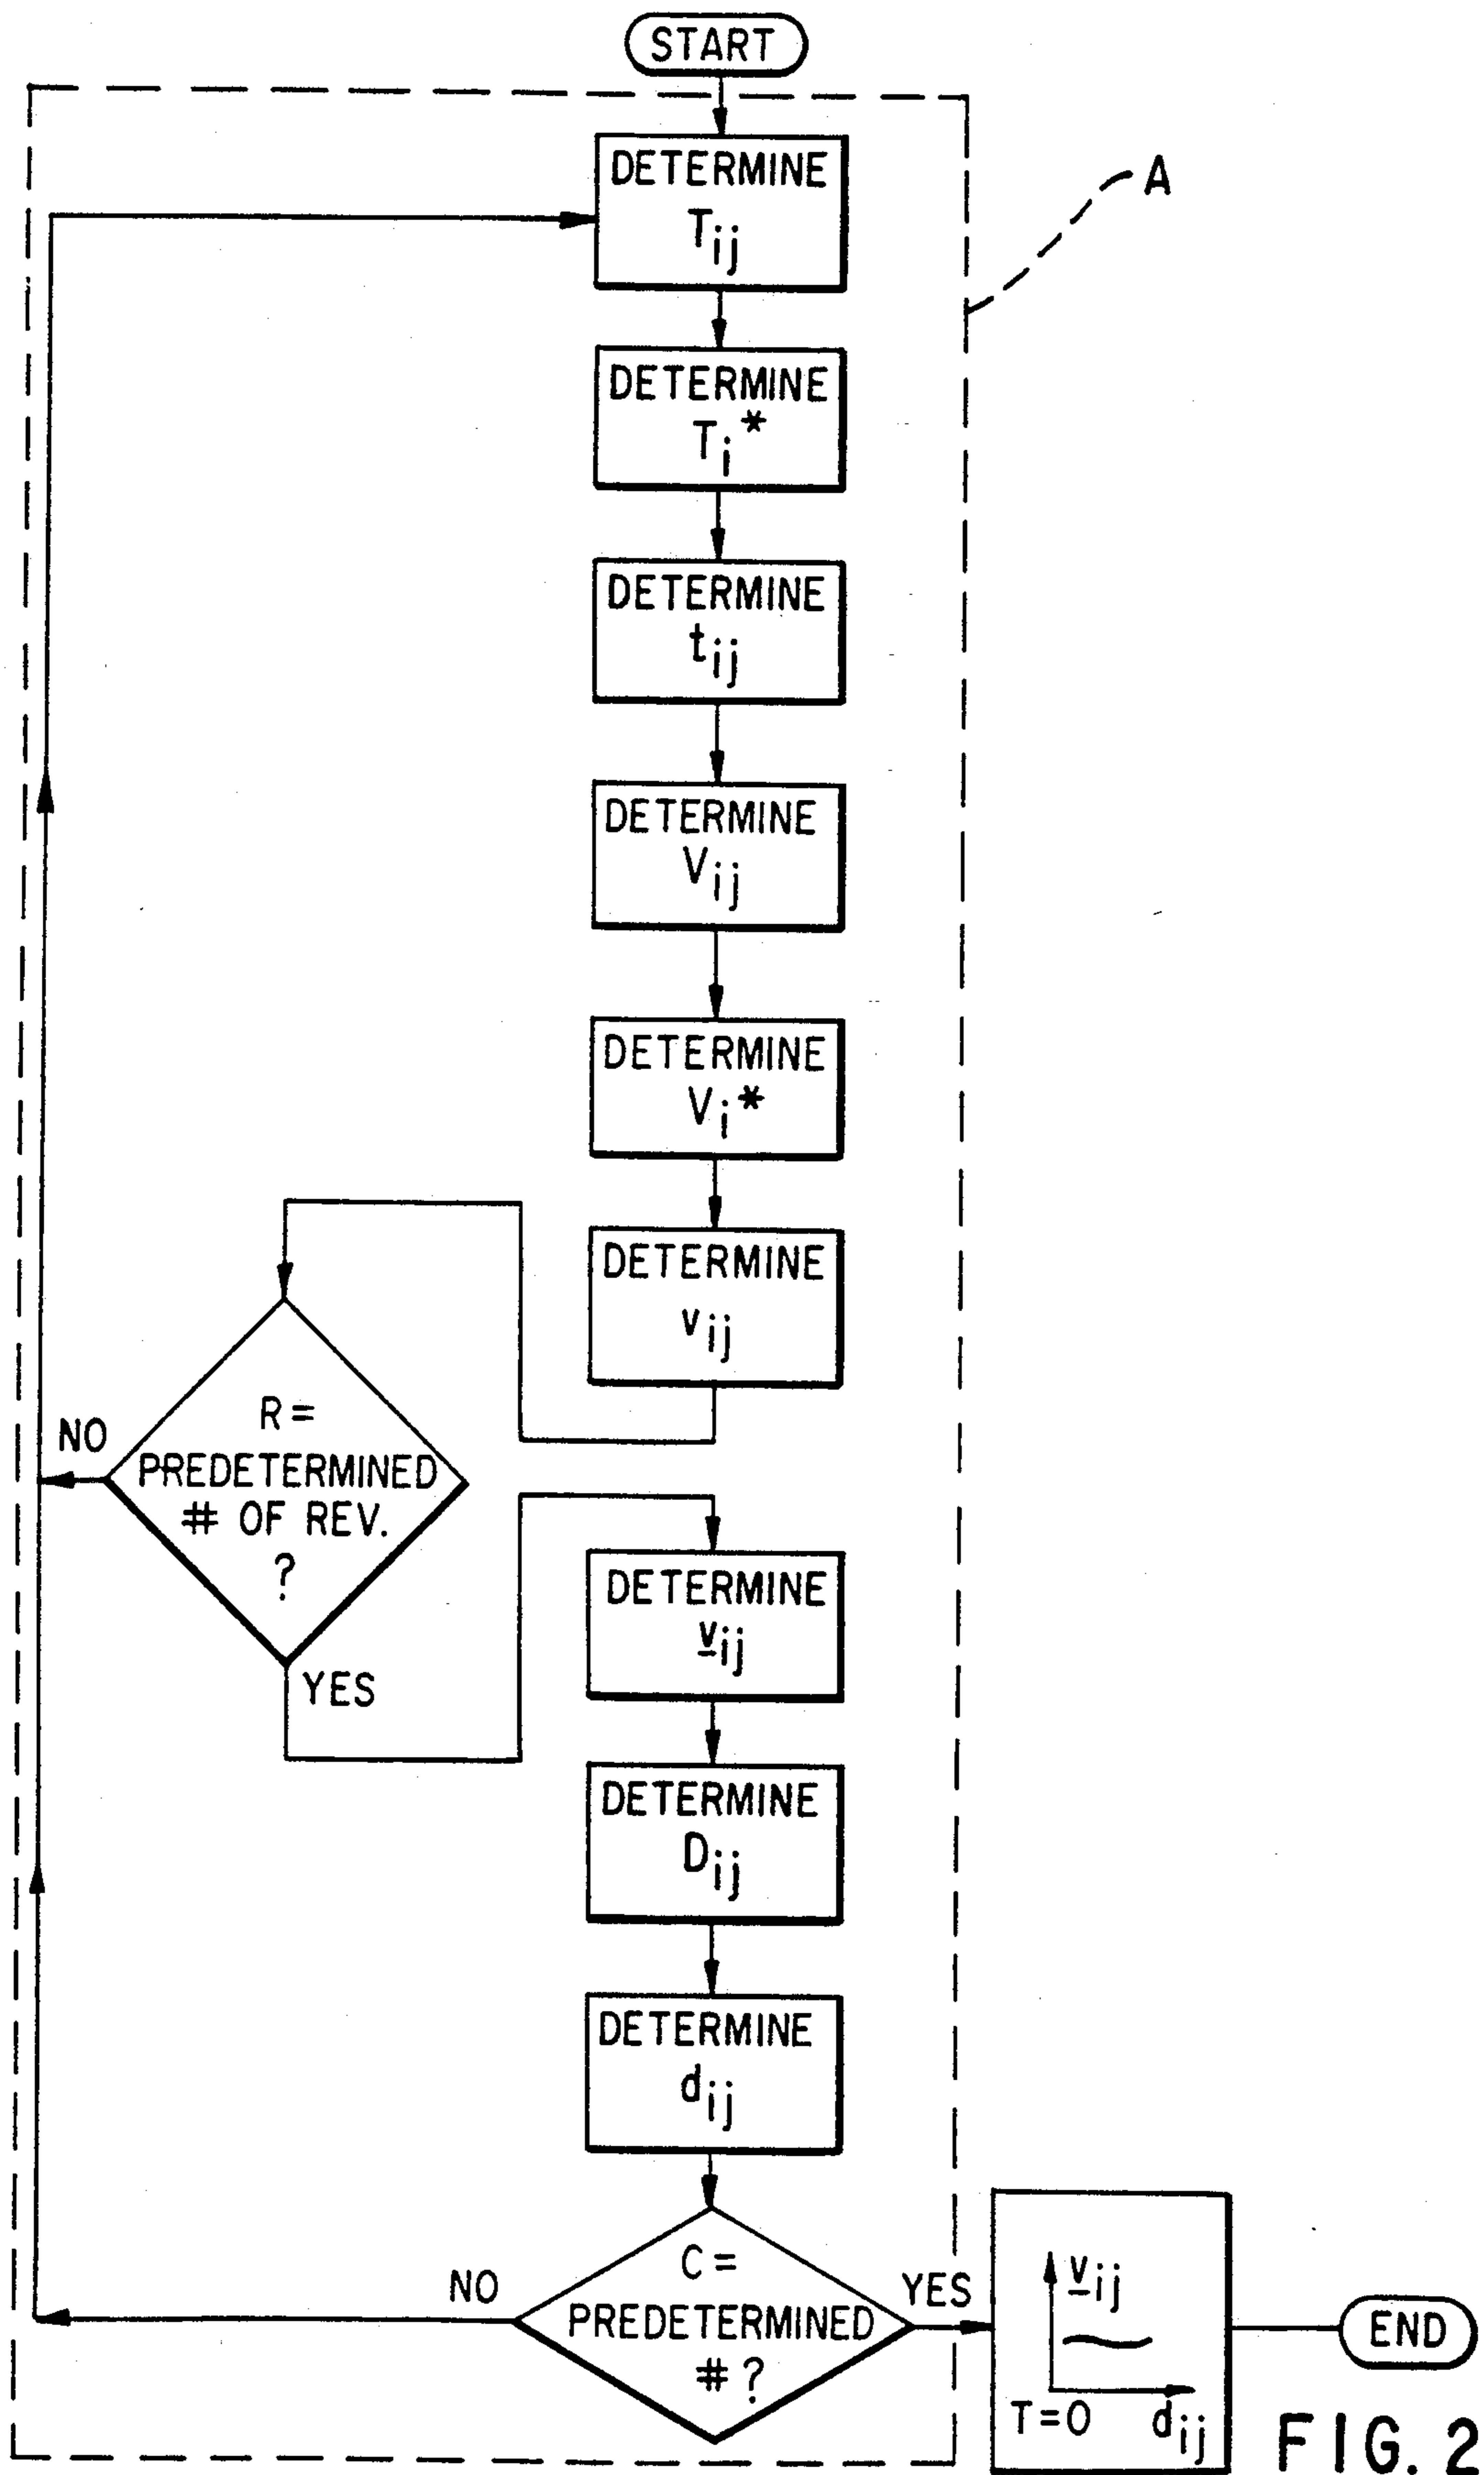 START
A
DETERMINE
Tij
DETERMINE
Ti*
DETERMINE
tij
DETERMINE
Vij
DETERMINE
Vi*
DETERMINE
vij
R =
PREDETERMINED
# OF REV.
?
NO
YES
DETERMINE
v̲ij
DETERMINE
Dij
DETERMINE
dij
C =
PREDETERMINED
# ?
NO
YES
v̲ij
T=0 dij
END
FIG. 2